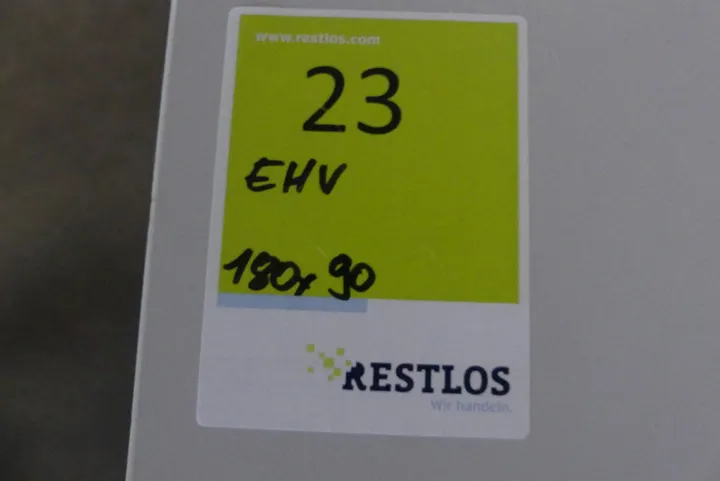 www.restlos.com
23
EHV
180x90
RESTLOS
Wir handeln.